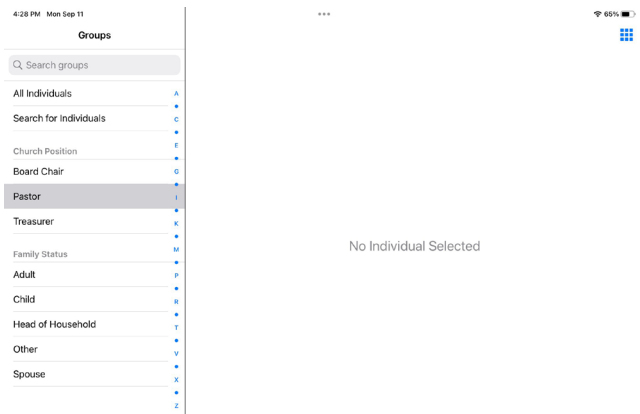 4:28 PM Mon Sep 11
65%
Groups
Search groups
All Individuals
Search for Individuals
Church Position
Board Chair
Pastor
Treasurer
Family Status
Adult
Child
Head of Household
Other
Spouse
A
C
E
G
I
K
M
P
R
T
V
X
Z
No Individual Selected